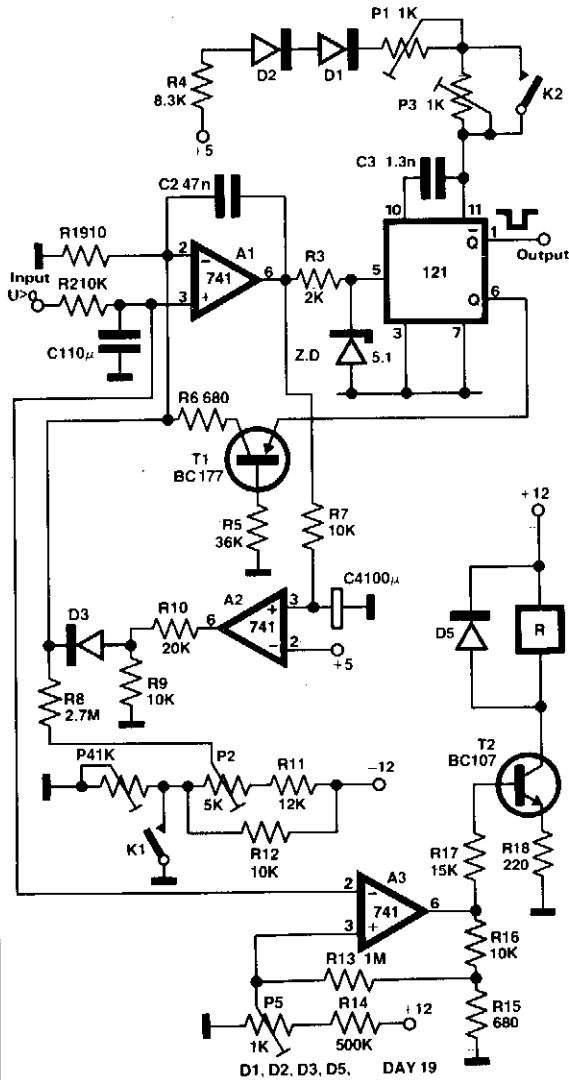 P1 1K
R4
8.3K
D2
D1
P3 1K
K2
+5
C3 1.3n
C2 47n
10
11
R1910
2
A1
−
741
6
R3
2K
5
121
Q̅
1
Output
Input
U>0
R210K
3
+
Q
6
C110µ
Z.D
5.1
3
7
R6 680
T1
BC177
R5
36K
R7
10K
+12
C4100µ
A2
3
+
741
6
−
2
+5
D3
R10
20K
R9
10K
D5
R
R8
2.7M
T2
BC107
P41K
P2
5K
R11
12K
−12
K1
R12
10K
R17
15K
R18
220
A3
2
−
741
6
3
+
R16
10K
R13 1M
P5
1K
R14
500K
+12
R15
680
D1, D2, D3, D5, DAY 19